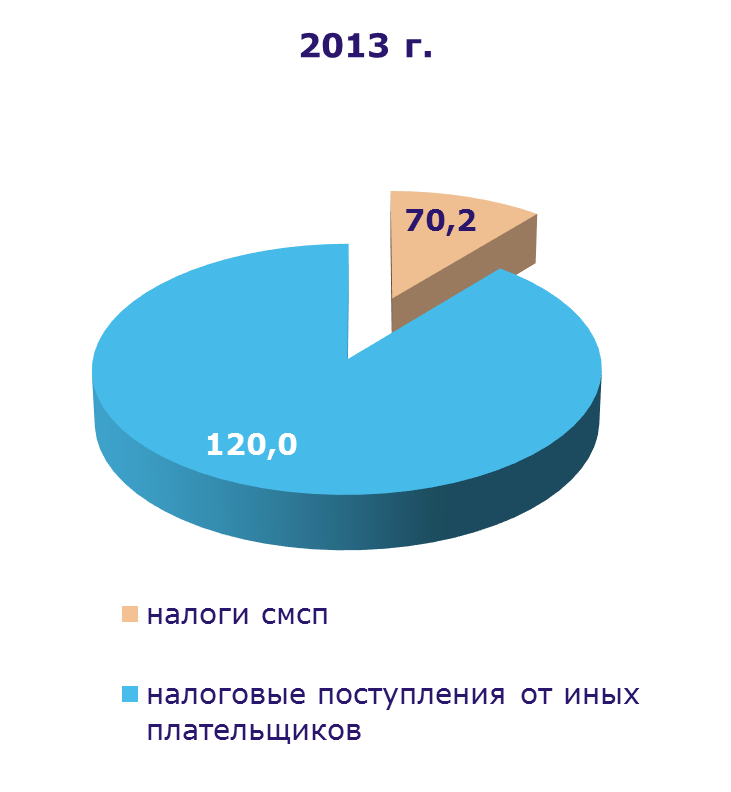 2013 г.
70,2
120,0
налоги смсп
налоговые поступления от иных
плательщиков